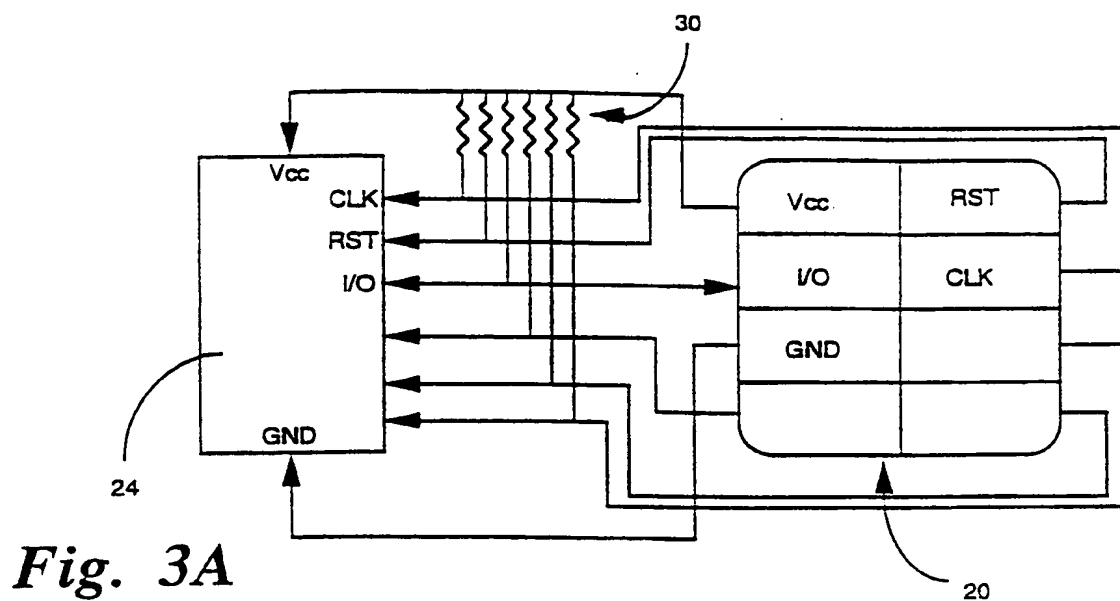 30
Vcc
CLK
RST
I/O
GND
24
Vcc
RST
I/O
CLK
GND
20
Fig. 3A